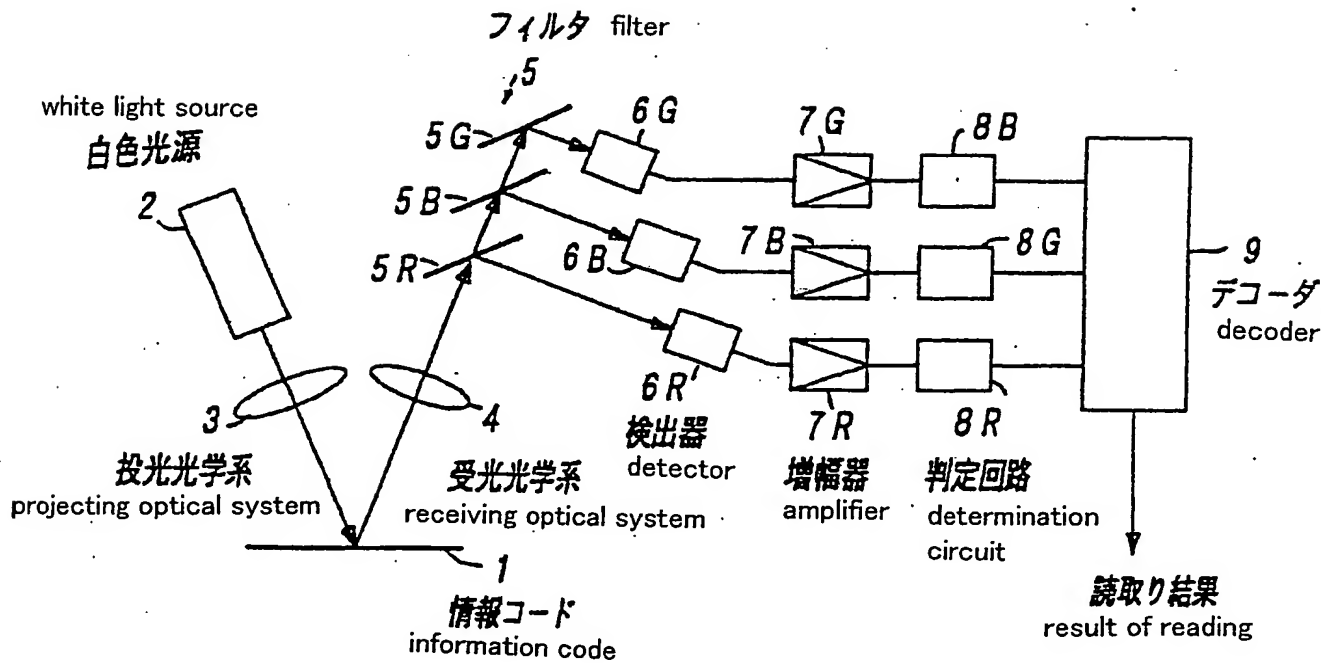 フィルタ filter
5
white light source
白色光源
2
5G
6G
7G
8B
5B
6B
7B
8G
9
デコーダ
decoder
5R
6R
検出器
detector
7R
増幅器
amplifier
8R
判定回路
determination
circuit
3
投光光学系
projecting optical system
4
受光光学系
receiving optical system
1
情報コード
information code
読取り結果
result of reading